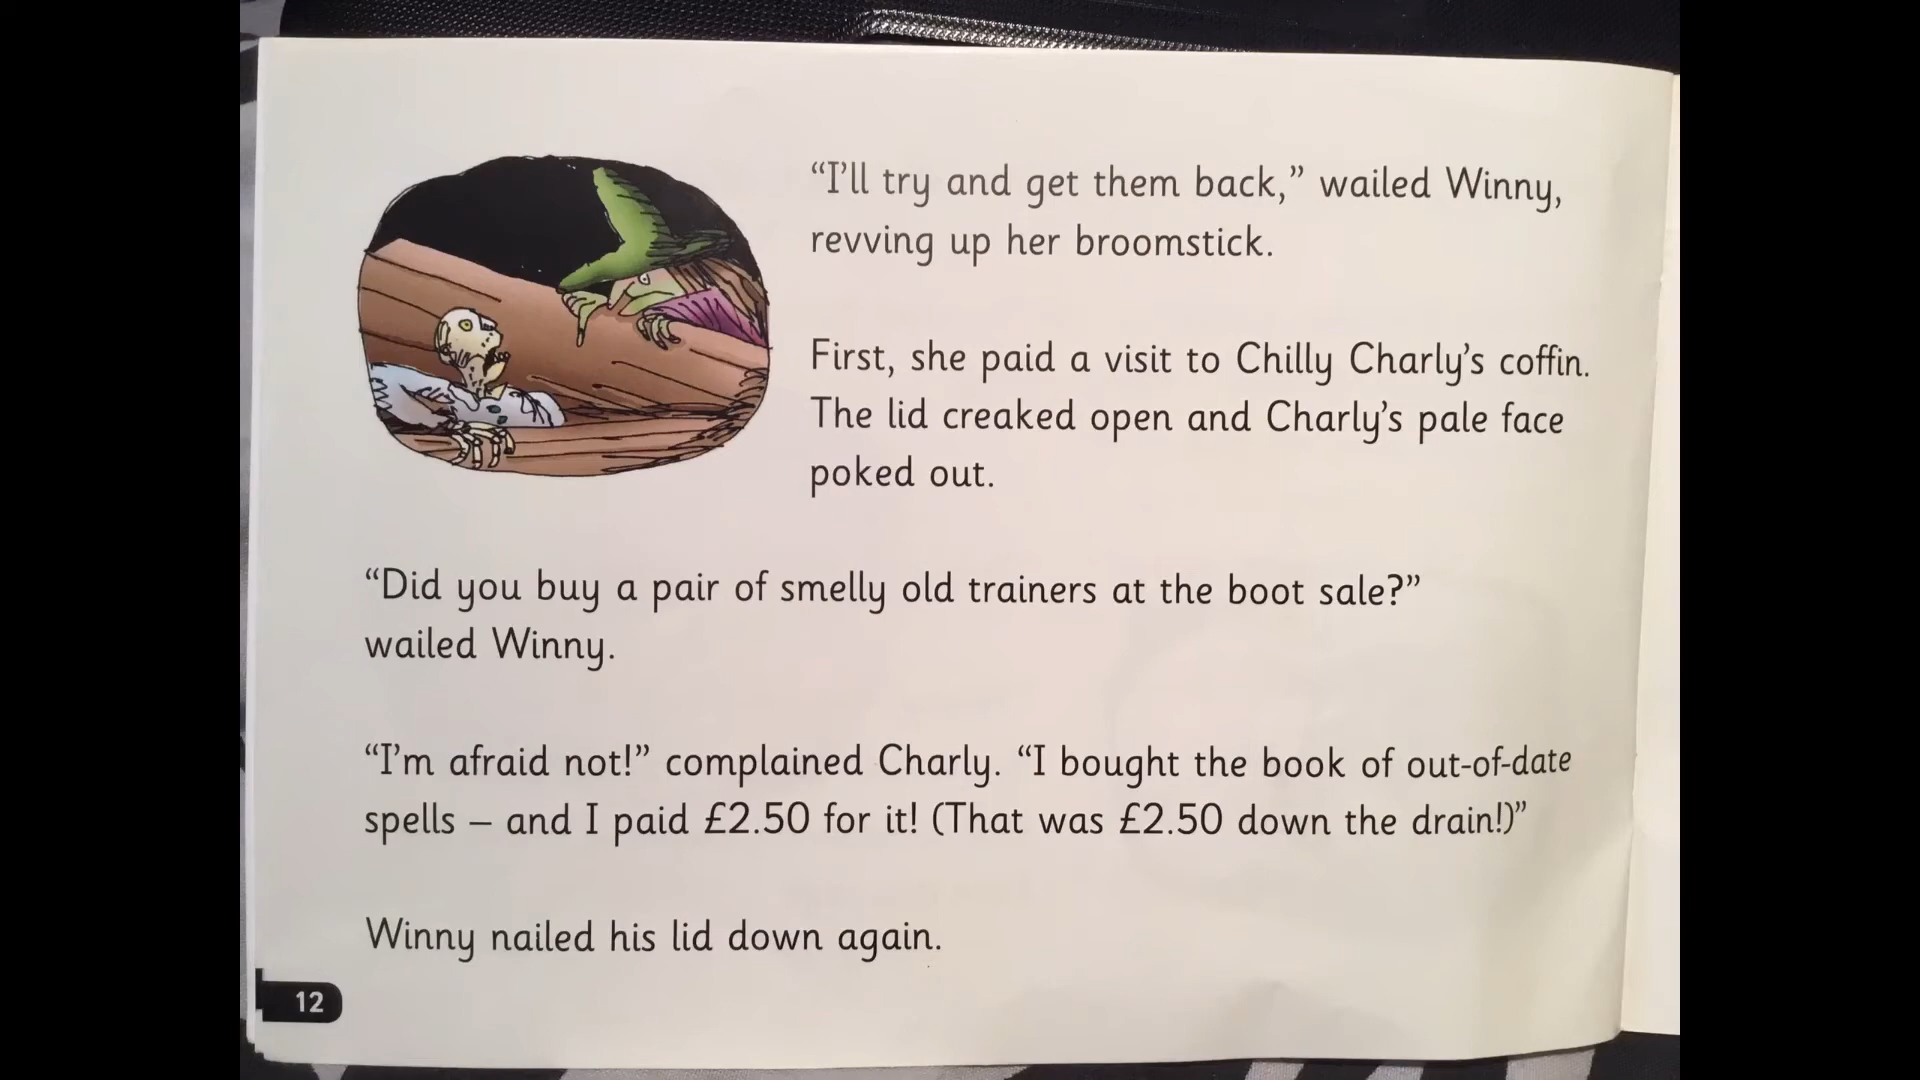 “I’ll try and get them back,” wailed Winny,
revving up her broomstick.
First, she paid a visit to Chilly Charly’s coffin.
The lid creaked open and Charly’s pale face
poked out.
“Did you buy a pair of smelly old trainers at the boot sale?”
wailed Winny.
“I’m afraid not!” complained Charly. “I bought the book of out-of-date
spells – and I paid £2.50 for it! (That was £2.50 down the drain!)”
Winny nailed his lid down again.
12